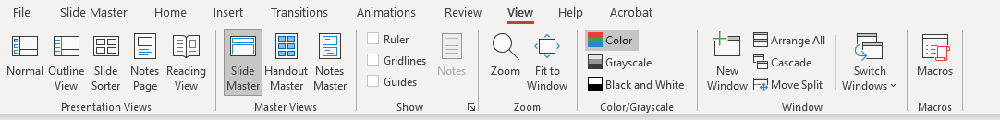 File Slide Master Home Insert Transitions Animations Review View Help Acrobat
Normal Outline View Slide Sorter Notes Page Reading View
Presentation Views
Slide Master Handout Master Notes Master
Master Views
Ruler
Gridlines
Guides
Notes
Show
Zoom Fit to Window
Zoom
Color
Grayscale
Black and White
Color/Grayscale
New Window
Arrange All
Cascade
Move Split
Switch Windows
Window
Macros
Macros